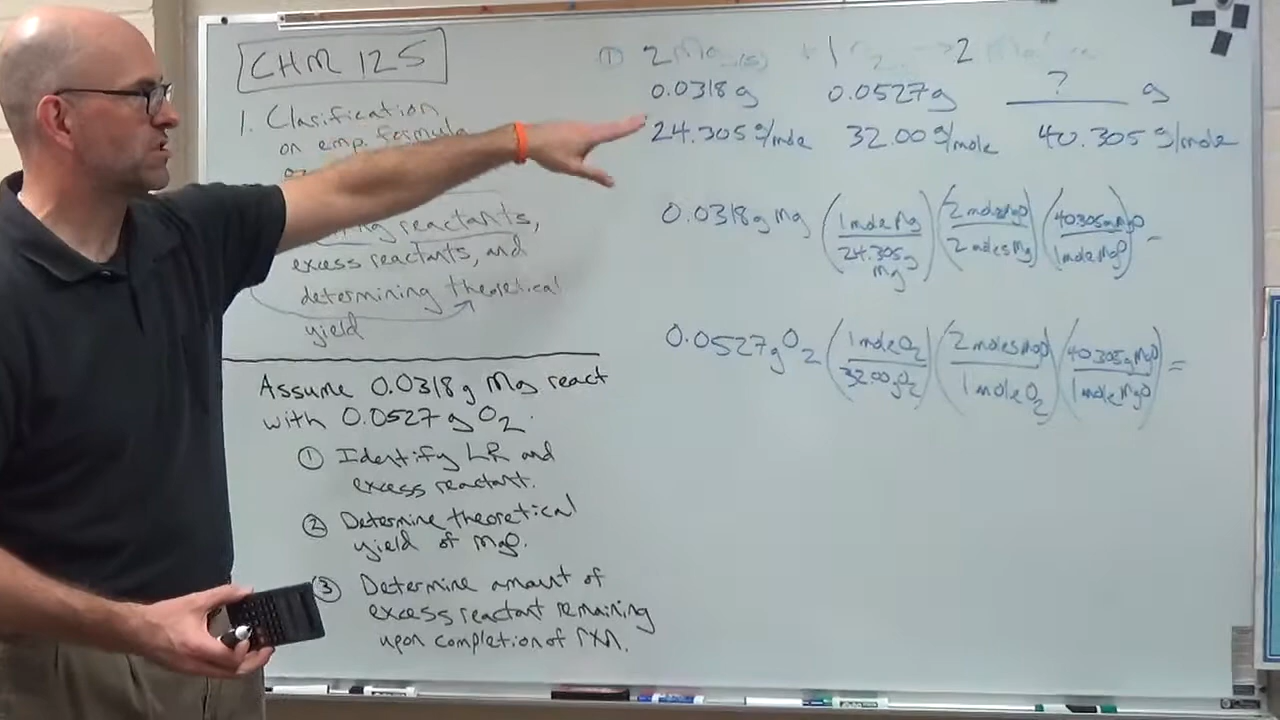 CHM 125
1. Clarification
on emp. formula
reactants,
excess reactants, and
determining theoretical
yield
Assume 0.0318g Mg react
with 0.0527 g O2.
① Identify LR and
excess reactant.
② Determine theoretical
yield of MgO.
③ Determine amount of
excess reactant remaining
upon completion of rxn.
① 2 Mg(s) + 1 O2 → 2
0.0318 g 0.0527 g ? g
24.305 g/mole 32.00 g/mole 40.305 g/mole
0.0318 g Mg (1 mole Mg / 24.305 g Mg) (2 moles MgO / 2 moles Mg) (40.305 g MgO / 1 mole MgO) =
0.0527 g O2 (1 mole O2 / 32.00 g O2) (2 moles MgO / 1 mole O2) (40.305 g MgO / 1 mole MgO) =